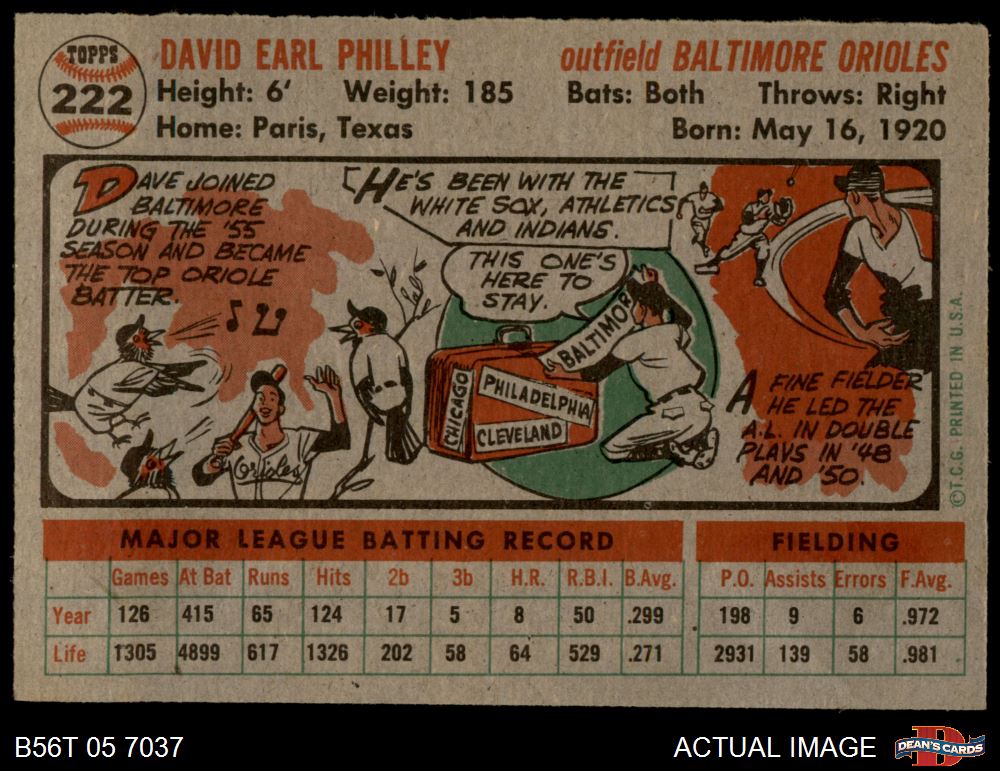 TOPPS
222
DAVID EARL PHILLEY
outfield BALTIMORE ORIOLES
Height: 6' Weight: 185 Bats: Both Throws: Right
Home: Paris, Texas Born: May 16, 1920
DAVE JOINED
BALTIMORE
DURING THE '55
SEASON AND BECAME
THE TOP ORIOLE
BATTER.
Orioles
HE'S BEEN WITH THE
WHITE SOX, ATHLETICS
AND INDIANS.
THIS ONE'S
HERE TO
STAY.
BALTIMOR
CHICAGO
PHILADELPHIA
CLEVELAND
A FINE FIELDER
HE LED THE
A.L. IN DOUBLE
PLAYS IN '48
AND '50.
©T.C.G. PRINTED IN U.S.A.
MAJOR LEAGUE BATTING RECORD FIELDING
Games At Bat Runs Hits 2b 3b H.R. R.B.I. B.Avg. P.O. Assists Errors F.Avg.
Year 126 415 65 124 17 5 8 50 .299 198 9 6 .972
Life 1305 4899 617 1326 202 58 64 529 .271 2931 139 58 .981
B56T 05 7037
ACTUAL IMAGE
DEAN'S CARDS